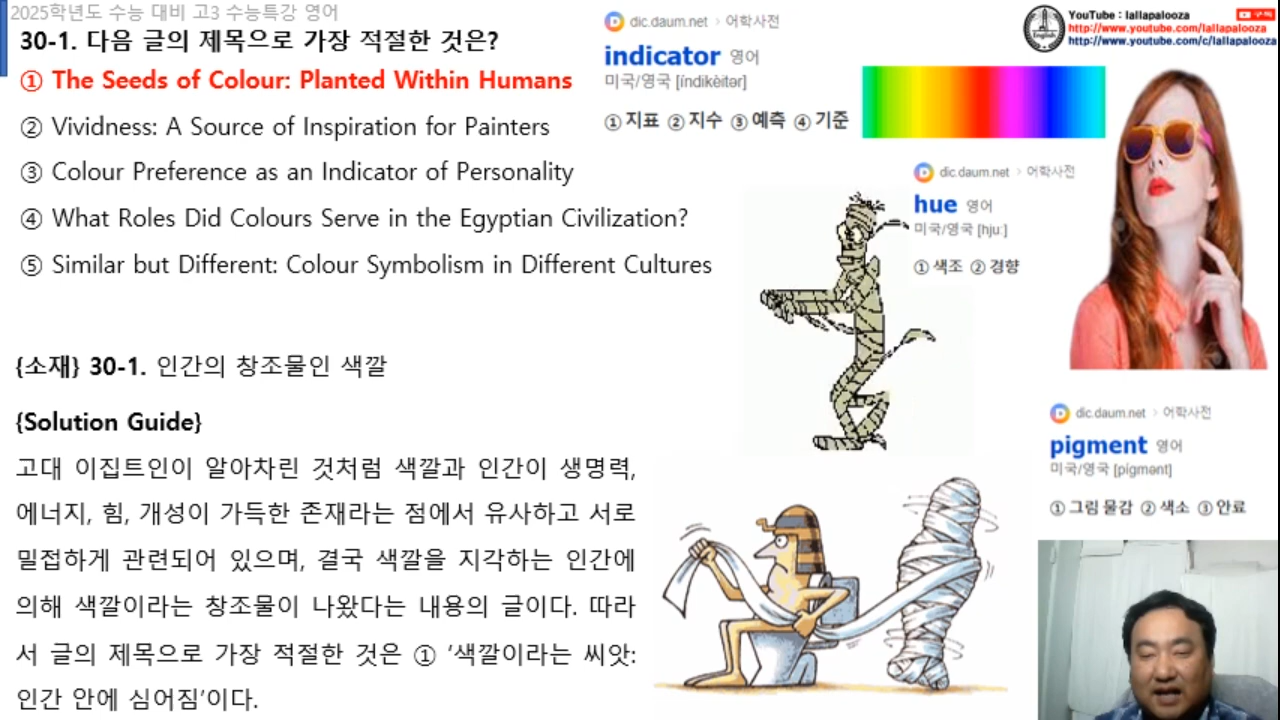 2025학년도 수능 대비 고3 수능특강 영어
30-1. 다음 글의 제목으로 가장 적절한 것은?
① The Seeds of Colour: Planted Within Humans
② Vividness: A Source of Inspiration for Painters
③ Colour Preference as an Indicator of Personality
④ What Roles Did Colours Serve in the Egyptian Civilization?
⑤ Similar but Different: Colour Symbolism in Different Cultures
{소재} 30-1. 인간의 창조물인 색깔
{Solution Guide}
고대 이집트인이 알아차린 것처럼 색깔과 인간이 생명력,
에너지, 힘, 개성이 가득한 존재라는 점에서 유사하고 서로
밀접하게 관련되어 있으며, 결국 색깔을 지각하는 인간에
의해 색깔이라는 창조물이 나왔다는 내용의 글이다. 따라
서 글의 제목으로 가장 적절한 것은 ① ‘색깔이라는 씨앗:
인간 안에 심어짐’이다.
dic.daum.net > 어학사전
indicator 영어
미국/영국 [índikèitər]
① 지표 ② 지수 ③ 예측 ④ 기준
dic.daum.net > 어학사전
hue 영어
미국/영국 [hjuː]
① 색조 ② 경향
dic.daum.net > 어학사전
pigment 영어
미국/영국 [pígmənt]
① 그림 물감 ② 색소 ③ 안료
English
YouTube : lallapalooza
구독
http://www.youtube.com/lallapalooza
http://www.youtube.com/c/lallapalooza